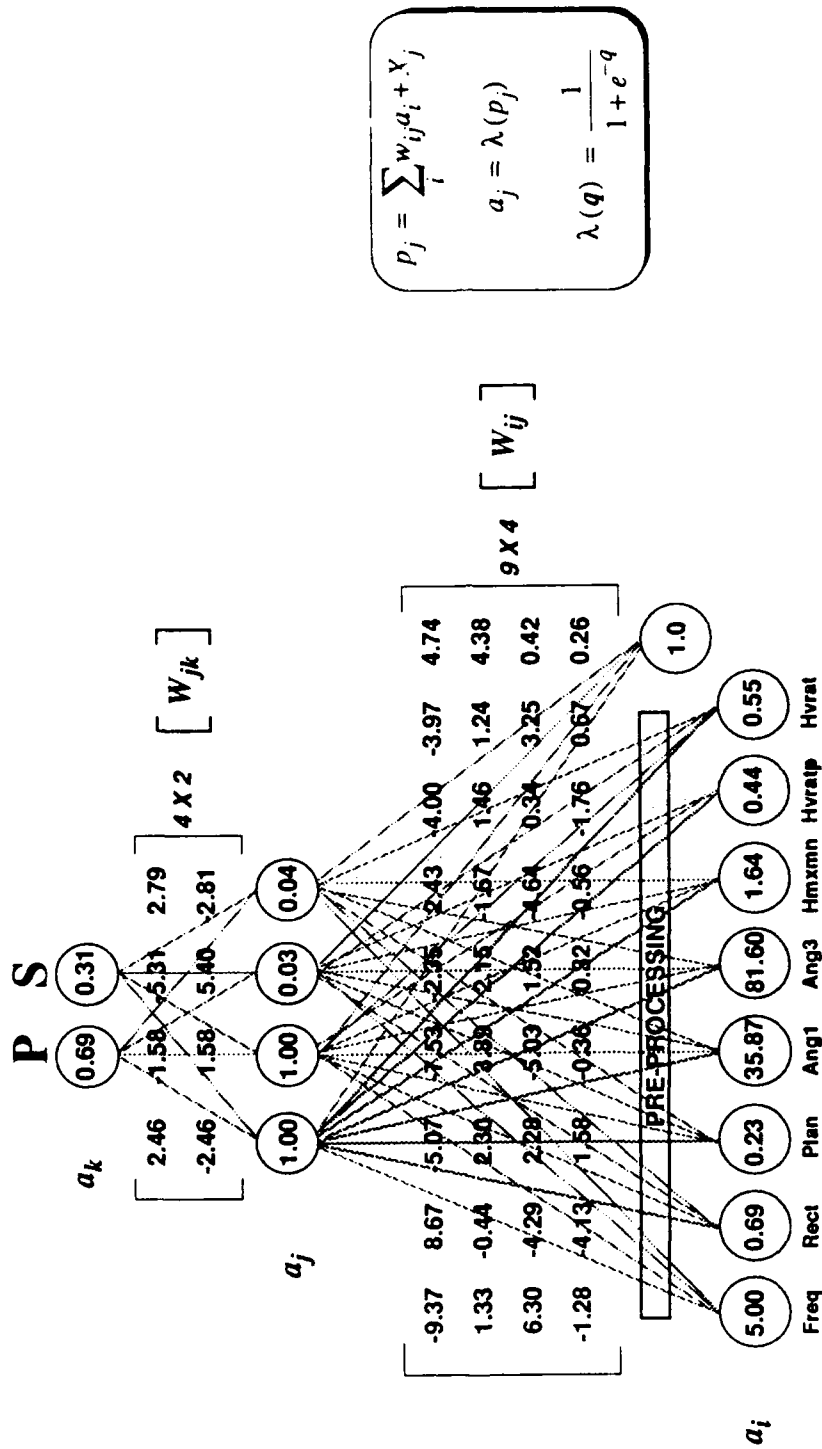 P S
a_k
0.69 0.31
2.46 -1.58 -5.31 2.79
-2.46 1.58 5.40 -2.81
4 X 2
[ W_jk ]
a_j
1.00 1.00 0.03 0.04
-9.37 8.67 -5.07 -7.53 -2.35 2.43 -4.00 -3.97 4.74
1.33 -0.44 2.30 3.89 2.15 -1.67 1.46 1.24 4.38
6.30 -4.29 2.28 -5.03 1.52 -4.64 0.34 3.25 0.42
-1.28 -4.13 1.58 -0.36 0.82 -0.56 -1.76 0.67 0.26
9 X 4
[ W_ij ]
PRE-PROCESSING
1.0
a_i
5.00 0.69 0.23 35.87 81.60 1.64 0.44 0.55
Freq Rect Plan Ang1 Ang3 Hmxmn Hvratp Hvrat
p_j = ∑_i w_ij a_i + X_j
a_j = λ(p_j)
λ(q) = 1 / (1 + e^-q)